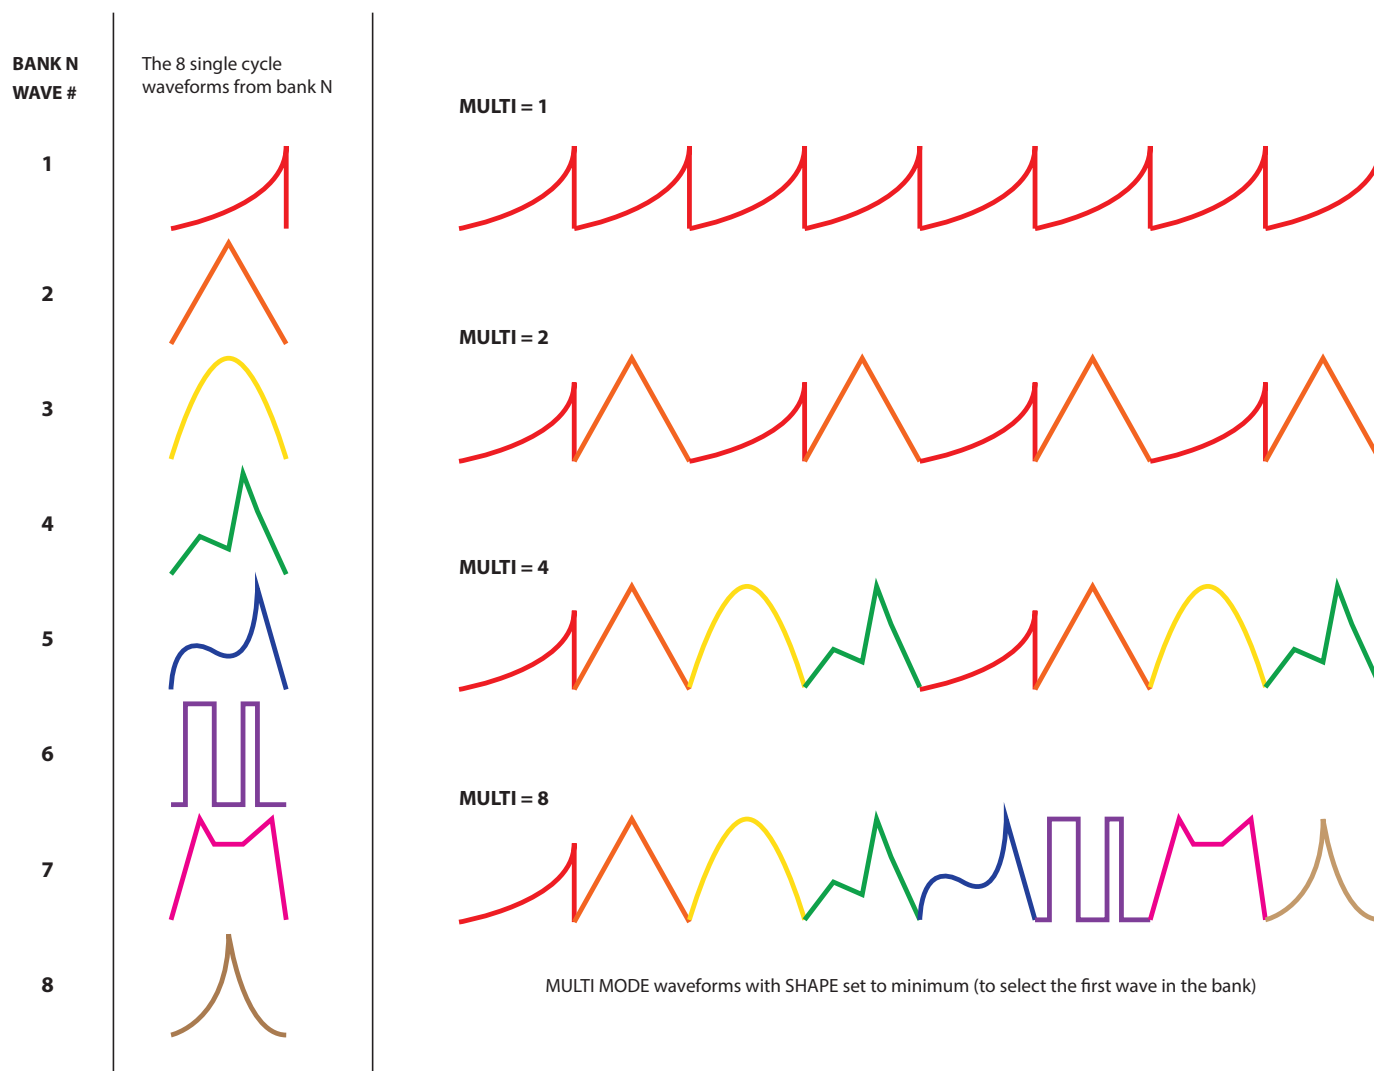 BANK N
WAVE #
The 8 single cycle
waveforms from bank N
1
2
3
4
5
6
7
8
MULTI = 1
MULTI = 2
MULTI = 4
MULTI = 8
MULTI MODE waveforms with SHAPE set to minimum (to select the first wave in the bank)